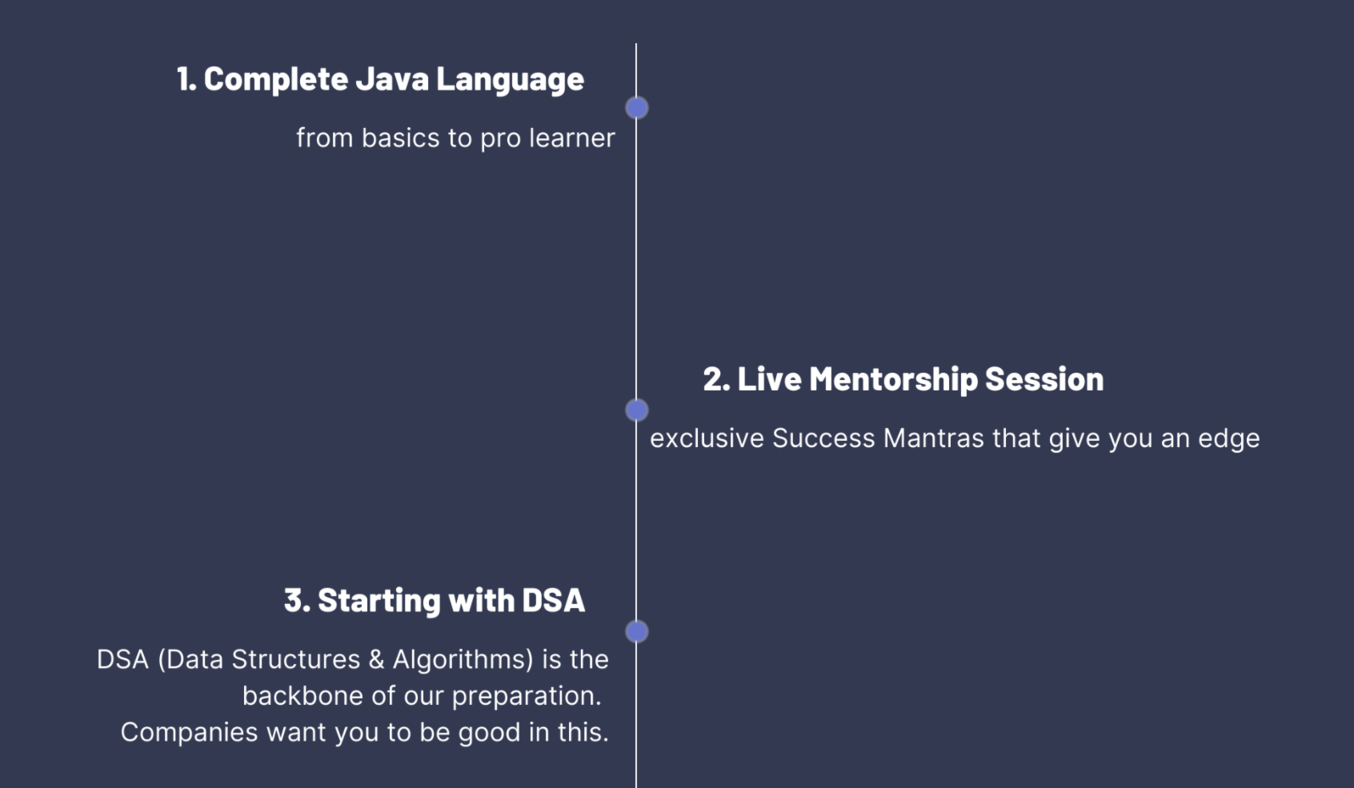 1. Complete Java Language
from basics to pro learner
2. Live Mentorship Session
exclusive Success Mantras that give you an edge
3. Starting with DSA
DSA (Data Structures & Algorithms) is the
backbone of our preparation.
Companies want you to be good in this.